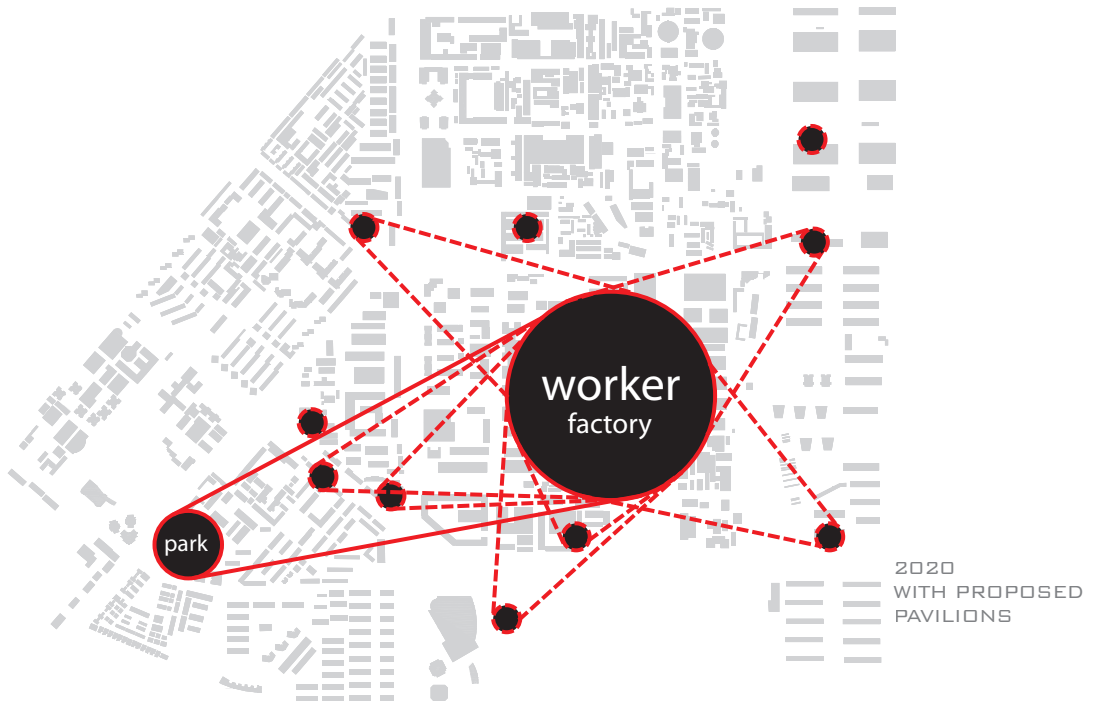 worker
factory
park
2020
WITH PROPOSED
PAVILIONS